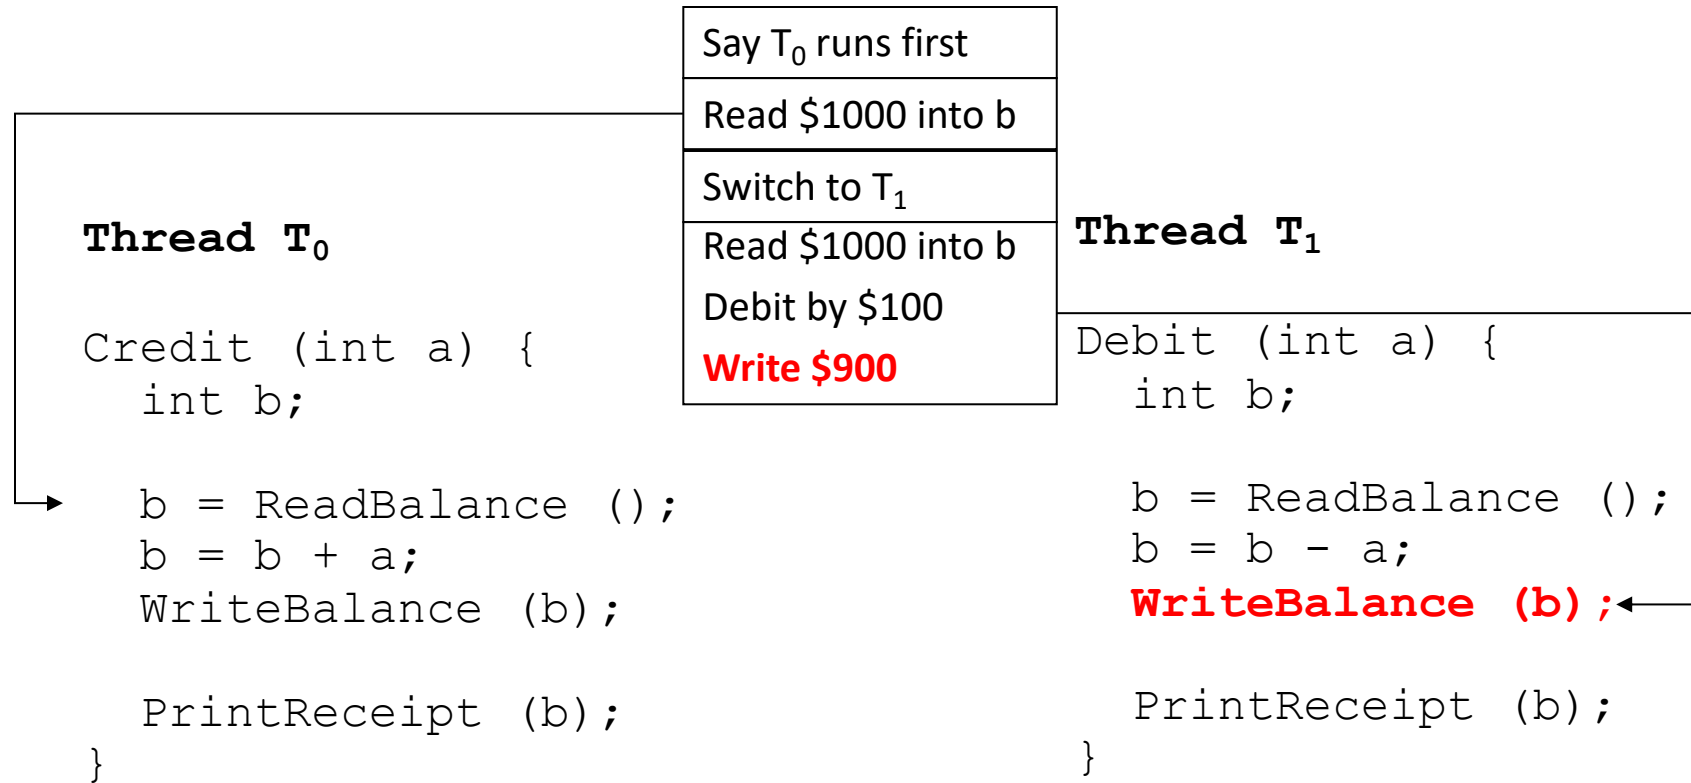 Say T₀ runs first
Read $1000 into b
Switch to T₁
Read $1000 into b
Debit by $100
Write $900
Thread T₀
Credit (int a) {
int b;
b = ReadBalance ();
b = b + a;
WriteBalance (b);
PrintReceipt (b);
}
Thread T₁
Debit (int a) {
int b;
b = ReadBalance ();
b = b - a;
WriteBalance (b);
PrintReceipt (b);
}